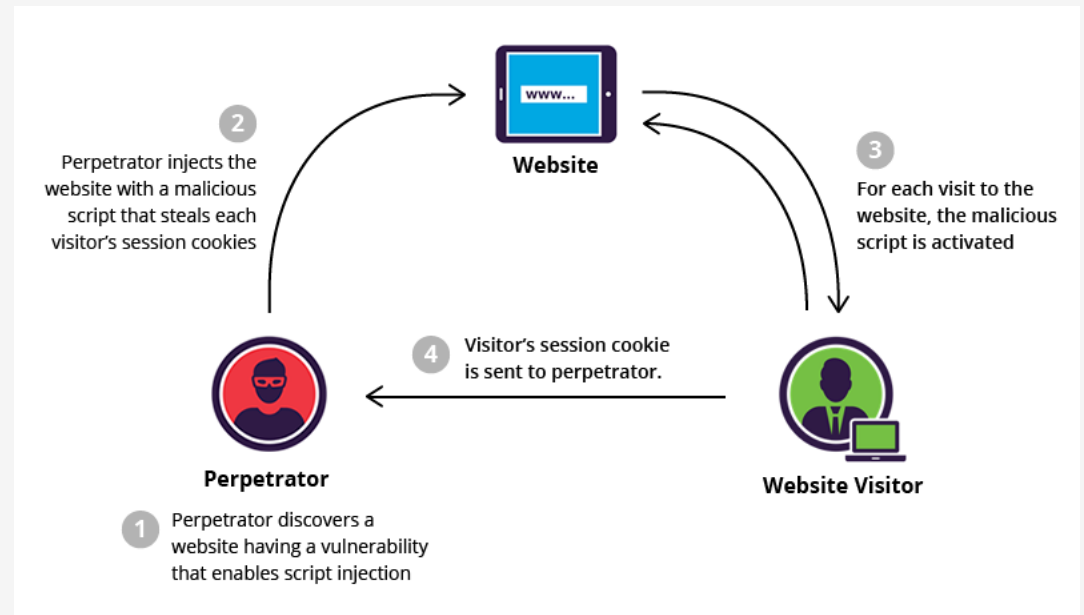 www...
Website
2
Perpetrator injects the
website with a malicious
script that steals each
visitor's session cookies
3
For each visit to the
website, the malicious
script is activated
4
Visitor's session cookie
is sent to perpetrator.
Perpetrator
Website Visitor
1
Perpetrator discovers a
website having a vulnerability
that enables script injection